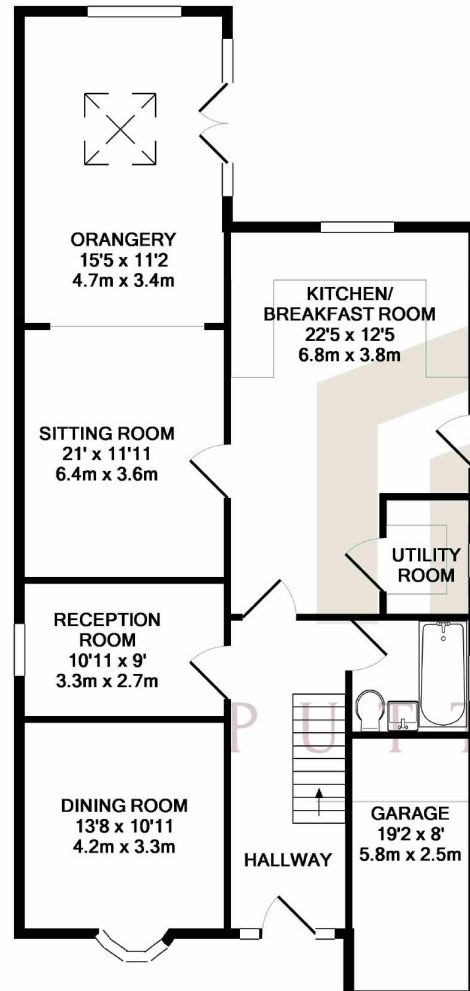 ORANGERY
15'5 x 11'2
4.7m x 3.4m
KITCHEN/
BREAKFAST ROOM
22'5 x 12'5
6.8m x 3.8m
SITTING ROOM
21' x 11'11
6.4m x 3.6m
UTILITY
ROOM
RECEPTION
ROOM
10'11 x 9'
3.3m x 2.7m
P U T T
DINING ROOM
13'8 x 10'11
4.2m x 3.3m
GARAGE
19'2 x 8'
5.8m x 2.5m
HALLWAY